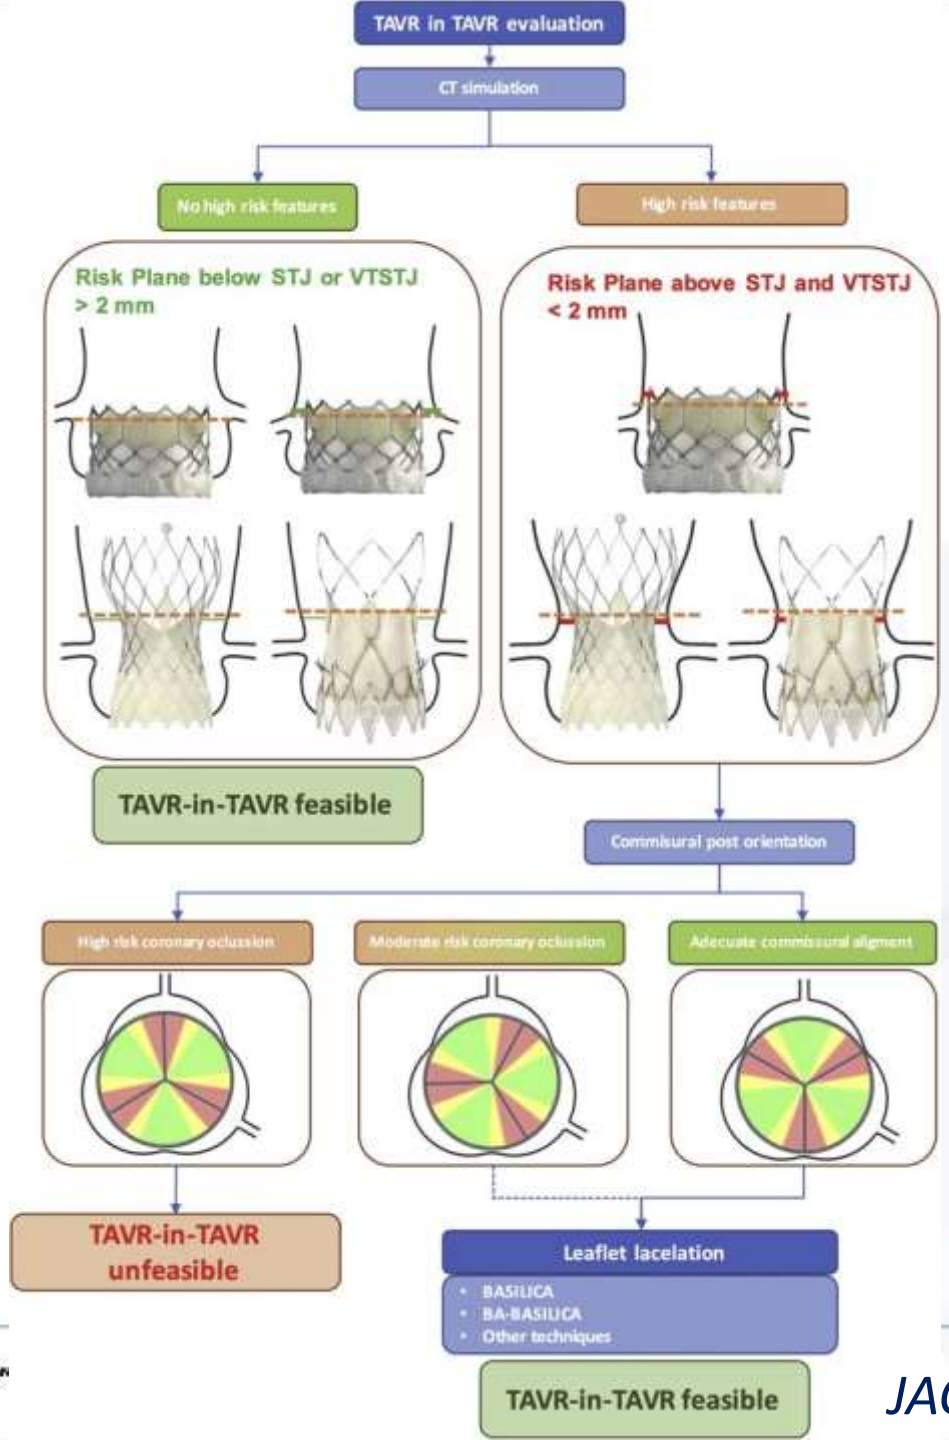 TAVR in TAVR evaluation
CT simulation
No high risk features
High risk features
Risk Plane below STJ or VTSTJ
> 2 mm
Risk Plane above STJ and VTSTJ
< 2 mm
TAVR-in-TAVR feasible
Commisural post orientation
High risk coronary oclussion
Moderate risk coronary oclussion
Adecuate commissural aligment
TAVR-in-TAVR
unfeasible
Leaflet lacelation
• BASILICA
• BA-BASILICA
• Other techniques
TAVR-in-TAVR feasible